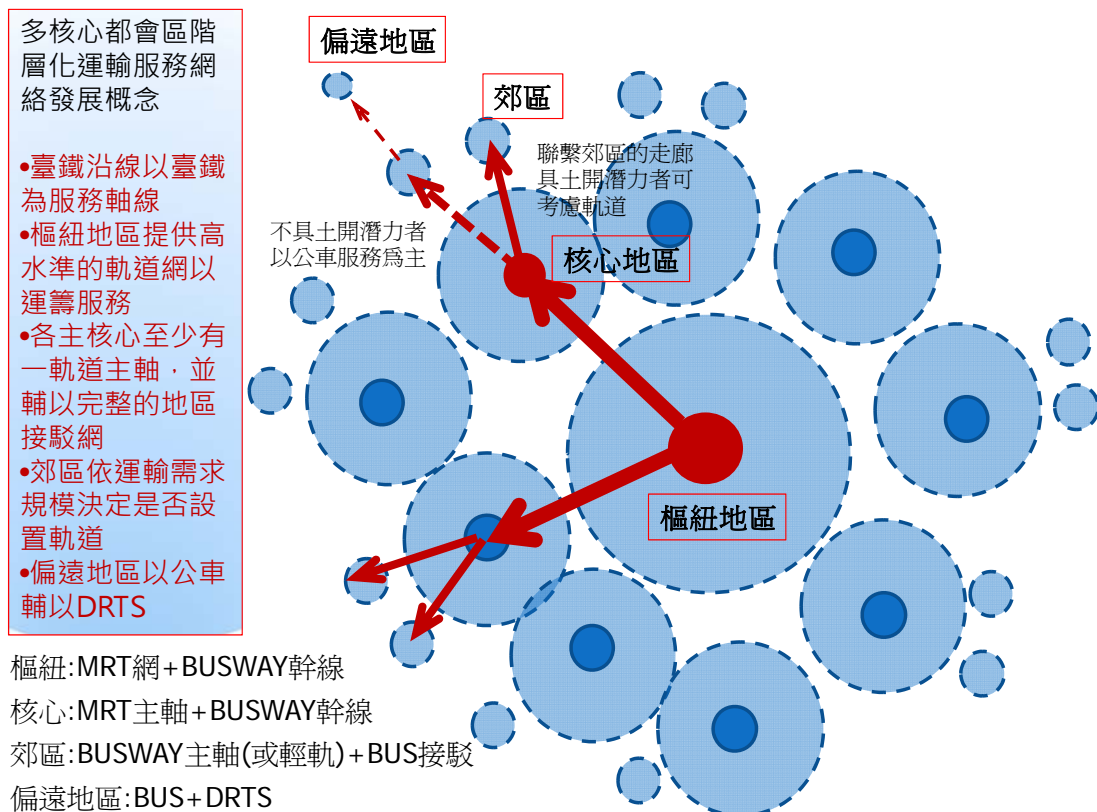 多核心都會區階
層化運輸服務網
絡發展概念
•臺鐵沿線以臺鐵
為服務軸線
•樞紐地區提供高
水準的軌道網以
運籌服務
•各主核心至少有
一軌道主軸，並
輔以完整的地區
接駁網
•郊區依運輸需求
規模決定是否設
置軌道
•偏遠地區以公車
輔以DRTS
偏遠地區
郊區
聯繫郊區的走廊
具土開潛力者可
考慮軌道
不具土開潛力者
以公車服務爲主
核心地區
樞紐地區
樞紐:MRT網+BUSWAY幹線
核心:MRT主軸+BUSWAY幹線
郊區:BUSWAY主軸(或輕軌)+BUS接駁
偏遠地區:BUS+DRTS